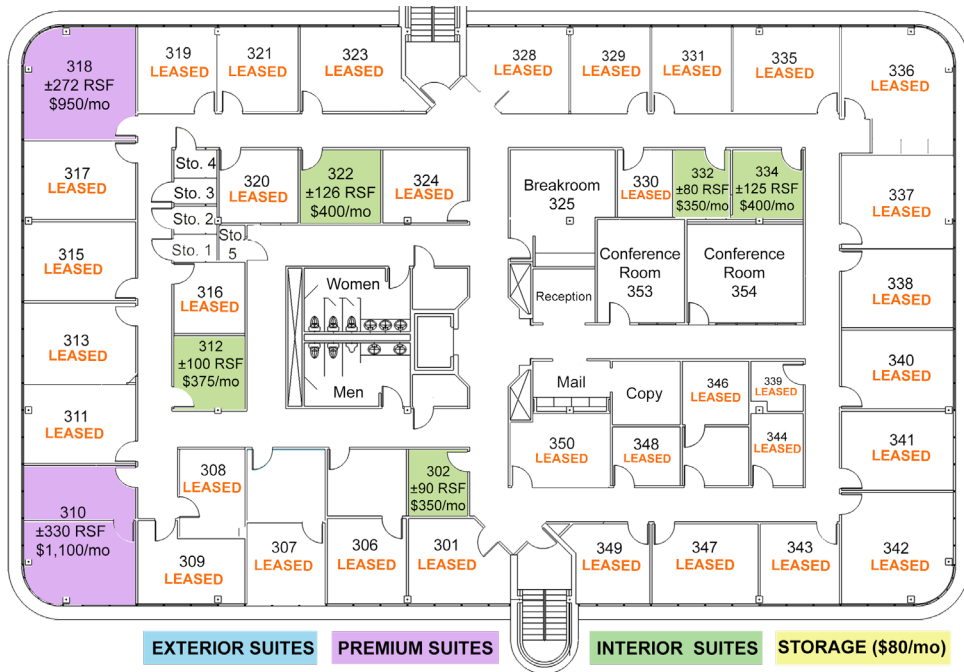 318
±272 RSF
$950/mo
319
LEASED
321
LEASED
323
LEASED
328
LEASED
329
LEASED
331
LEASED
335
LEASED
336
LEASED
317
LEASED
Sto. 4
Sto. 3
Sto. 2
Sto. 1
Sto.
5
320
LEASED
322
±126 RSF
$400/mo
324
LEASED
Breakroom
325
330
LEASED
332
±80 RSF
$350/mo
334
±125 RSF
$400/mo
337
LEASED
315
LEASED
316
LEASED
Women
Men
Reception
Conference
Room
353
Conference
Room
354
338
LEASED
313
LEASED
312
±100 RSF
$375/mo
340
LEASED
311
LEASED
Mail
Copy
346
LEASED
339
LEASED
341
LEASED
350
LEASED
348
LEASED
344
LEASED
310
±330 RSF
$1,100/mo
308
LEASED
302
±90 RSF
$350/mo
309
LEASED
307
LEASED
306
LEASED
301
LEASED
349
LEASED
347
LEASED
343
LEASED
342
LEASED
EXTERIOR SUITES
PREMIUM SUITES
INTERIOR SUITES
STORAGE ($80/mo)